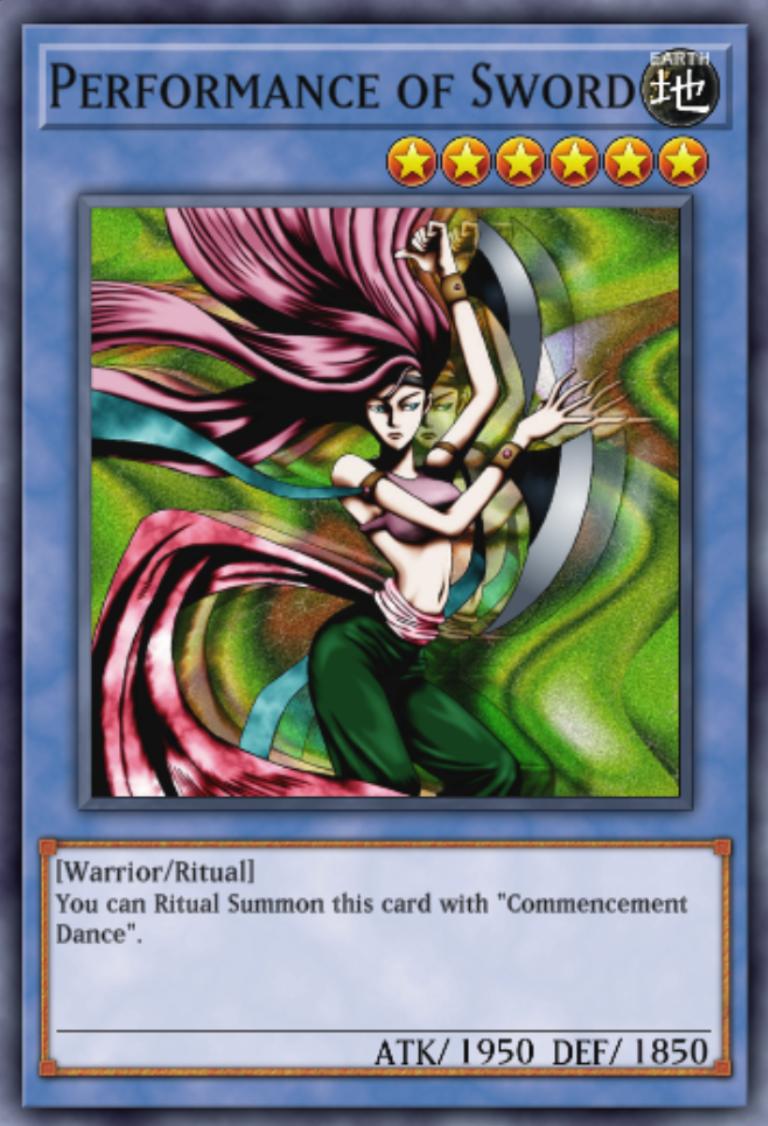 PERFORMANCE OF SWORD
EARTH
地
[Warrior/Ritual]
You can Ritual Summon this card with "Commencement
Dance".
ATK/ 1950 DEF/ 1850